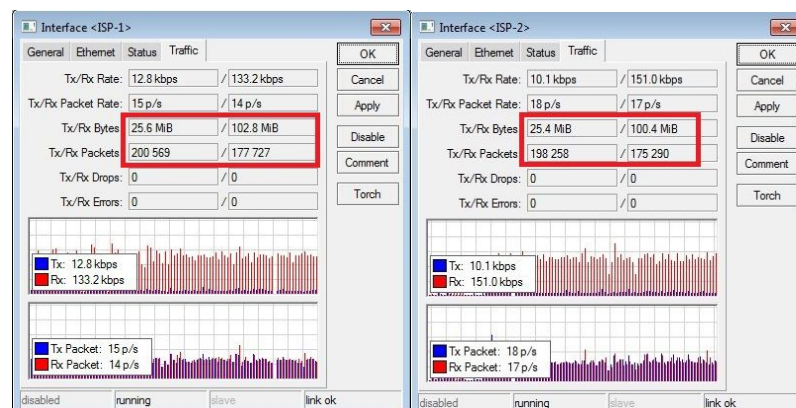 Interface <ISP-1>
General Ethernet Status Traffic
OK
Tx/Rx Rate: 12.8 kbps / 133.2 kbps
Cancel
Tx/Rx Packet Rate: 15 p/s / 14 p/s
Apply
Tx/Rx Bytes 25.6 MiB / 102.8 MiB
Disable
Tx/Rx Packets 200 569 / 177 727
Comment
Tx/Rx Drops: 0 / 0
Torch
Tx/Rx Errors: 0 / 0
Tx: 12.8 kbps
Rx: 133.2 kbps
Tx Packet: 15 p/s
Rx Packet: 14 p/s
disabled running slave link ok
Interface <ISP-2>
General Ethernet Status Traffic
OK
Tx/Rx Rate: 10.1 kbps / 151.0 kbps
Cancel
Tx/Rx Packet Rate: 18 p/s / 17 p/s
Apply
Tx/Rx Bytes 25.4 MiB / 100.4 MiB
Disable
Tx/Rx Packets 198 258 / 175 290
Comment
Tx/Rx Drops: 0 / 0
Torch
Tx/Rx Errors: 0 / 0
Tx: 10.1 kbps
Rx: 151.0 kbps
Tx Packet: 18 p/s
Rx Packet: 17 p/s
disabled running slave link ok